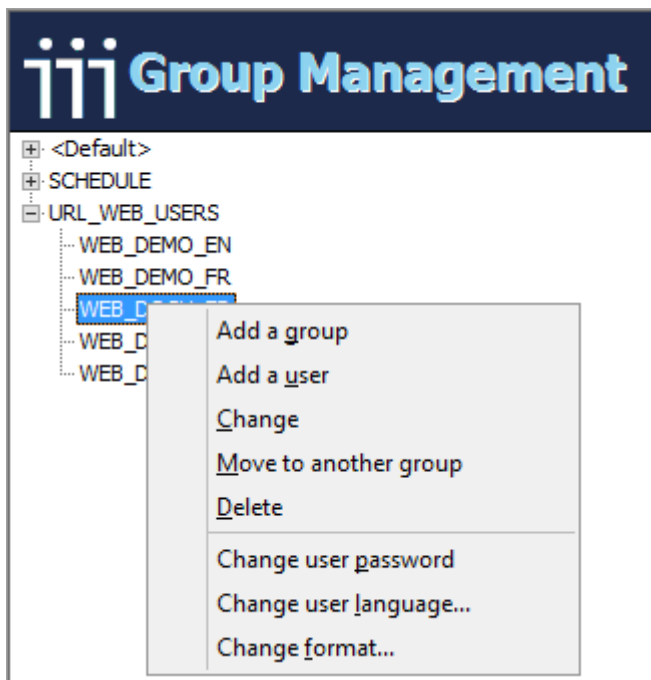 Group Management
<Default>
SCHEDULE
URL_WEB_USERS
WEB_DEMO_EN
WEB_DEMO_FR
Add a group
Add a user
Change
Move to another group
Delete
Change user password
Change user language...
Change format...